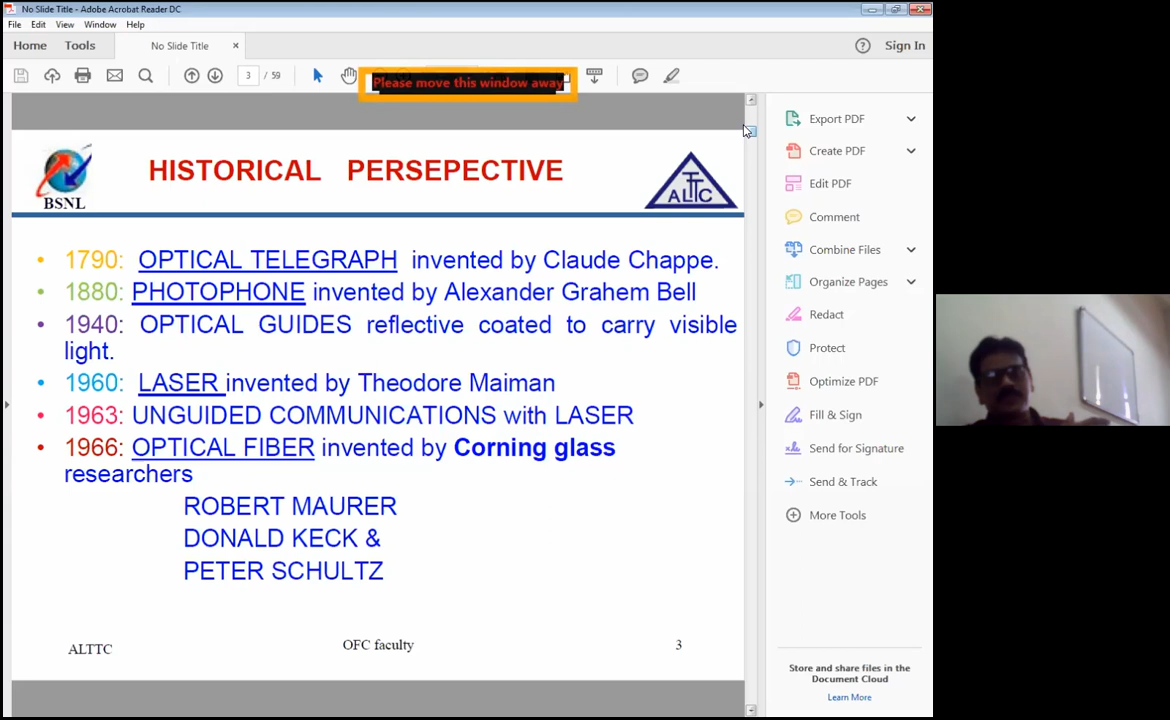 No Slide Title - Adobe Acrobat Reader DC
File Edit View Window Help
Home Tools No Slide Title × Sign In
3 / 59
Please move this window away
Export PDF
Create PDF
Edit PDF
Comment
Combine Files
Organize Pages
Redact
Protect
Optimize PDF
Fill & Sign
Send for Signature
Send & Track
More Tools
Store and share files in the
Document Cloud
Learn More
BSNL
HISTORICAL PERSEPECTIVE
ALTTC
• 1790: OPTICAL TELEGRAPH invented by Claude Chappe.
• 1880: PHOTOPHONE invented by Alexander Grahem Bell
• 1940: OPTICAL GUIDES reflective coated to carry visible
light.
• 1960: LASER invented by Theodore Maiman
• 1963: UNGUIDED COMMUNICATIONS with LASER
• 1966: OPTICAL FIBER invented by Corning glass
researchers
ROBERT MAURER
DONALD KECK &
PETER SCHULTZ
ALTTC OFC faculty 3